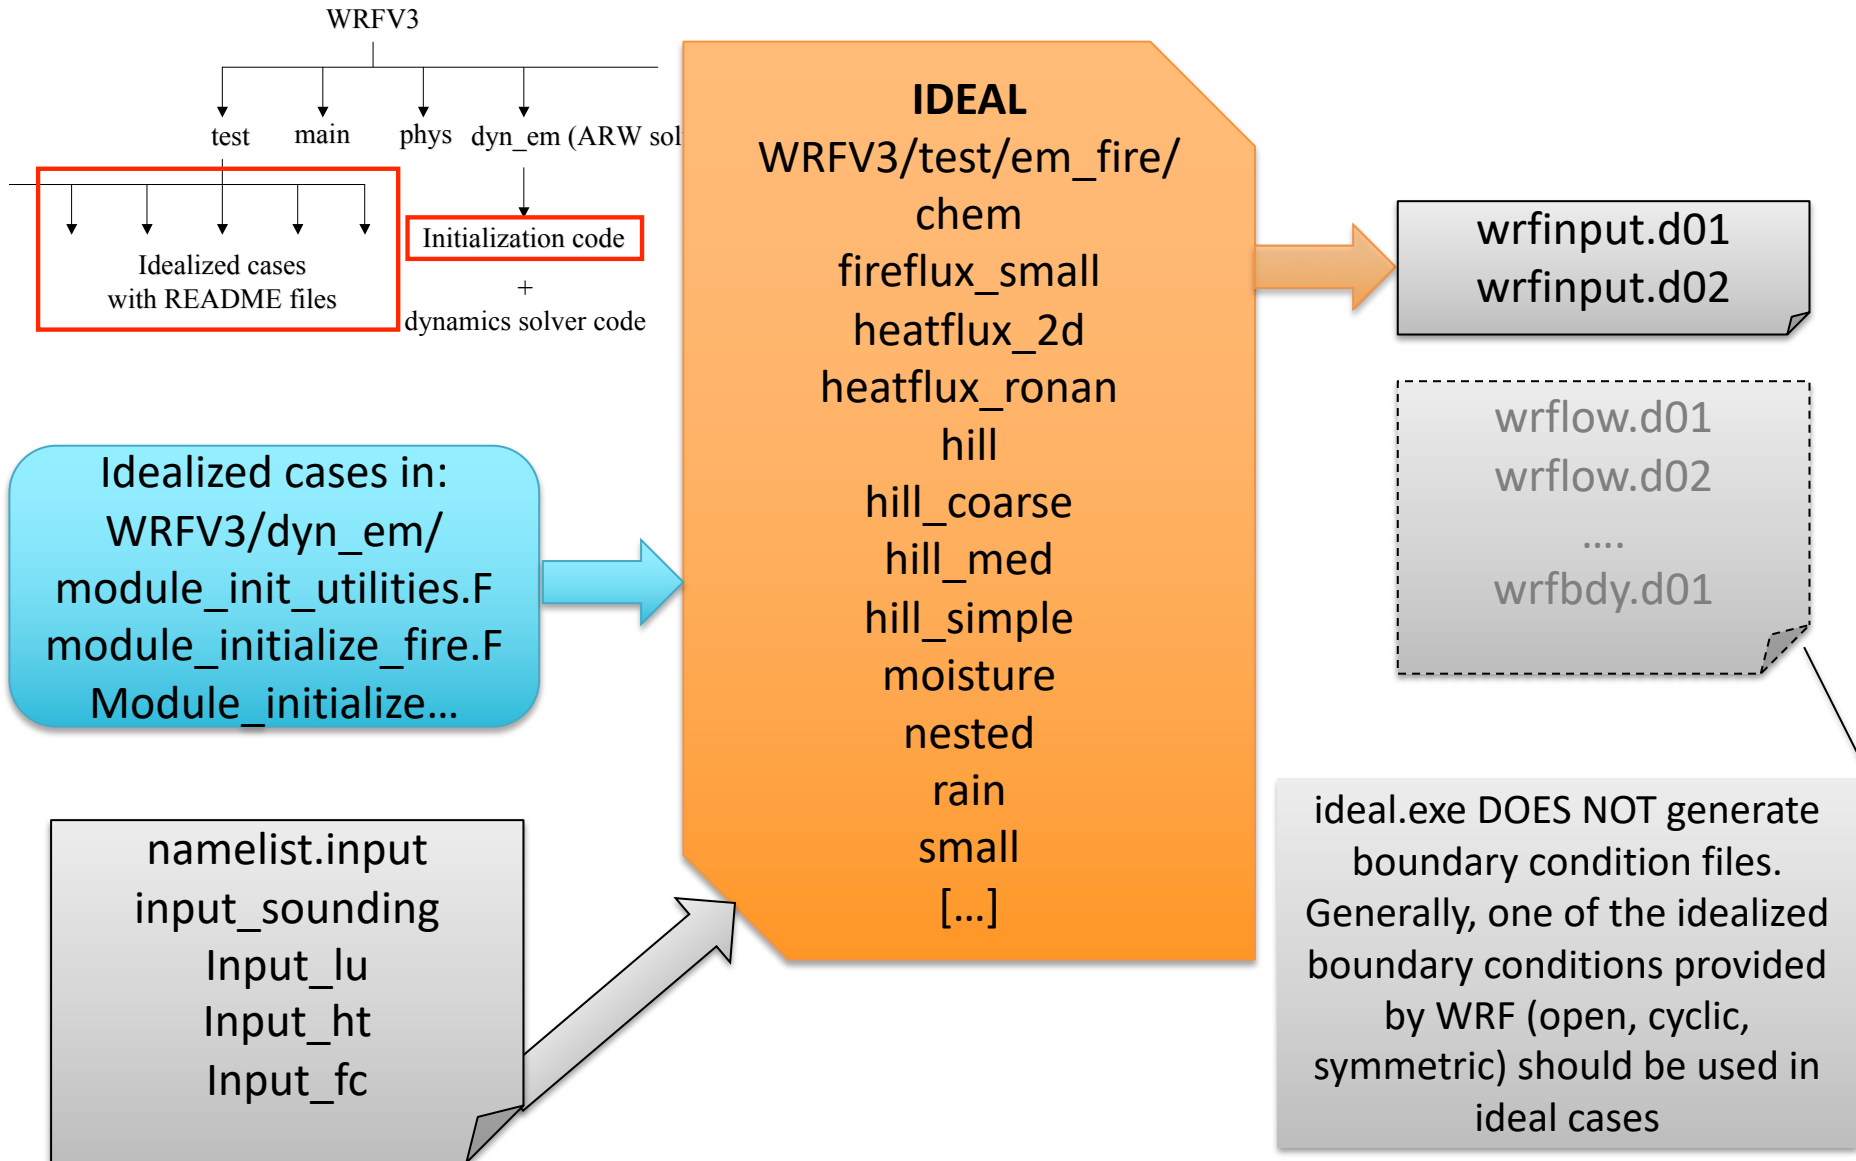 WRFV3
test
main
phys
dyn_em (ARW sol
Idealized cases
with README files
Initialization code
+
dynamics solver code
Idealized cases in:
WRFV3/dyn_em/
module_init_utilities.F
module_initialize_fire.F
Module_initialize...
namelist.input
input_sounding
Input_lu
Input_ht
Input_fc
IDEAL
WRFV3/test/em_fire/
chem
fireflux_small
heatflux_2d
heatflux_ronan
hill
hill_coarse
hill_med
hill_simple
moisture
nested
rain
small
[...]
wrfinput.d01
wrfinput.d02
wrflow.d01
wrflow.d02
....
wrfbdy.d01
ideal.exe DOES NOT generate
boundary condition files.
Generally, one of the idealized
boundary conditions provided
by WRF (open, cyclic,
symmetric) should be used in
ideal cases